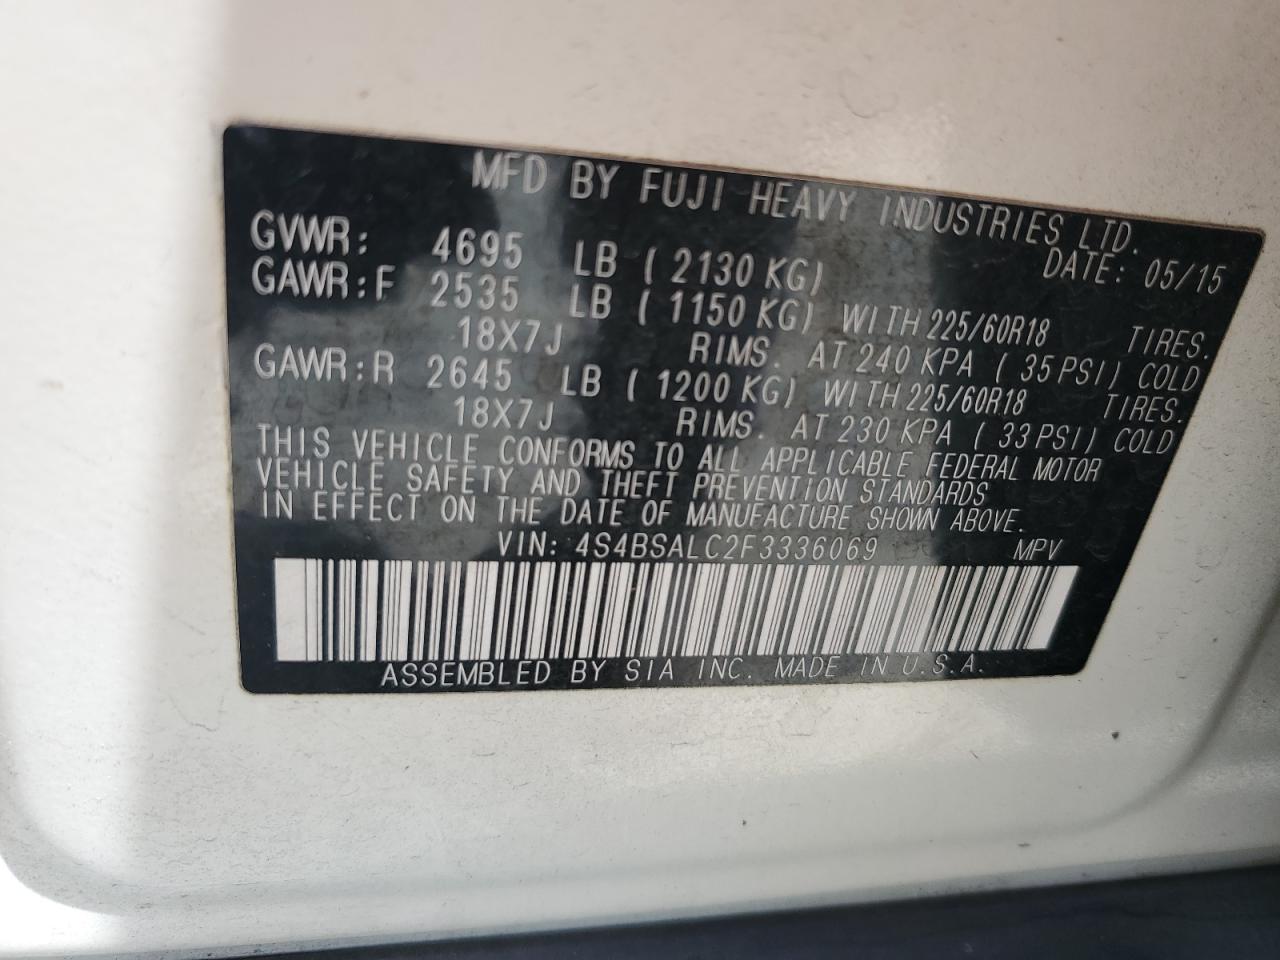 MFD BY FUJI HEAVY INDUSTRIES LTD.
DATE: 05/15
GVWR: 4695 LB ( 2130 KG)
GAWR:F 2535 LB ( 1150 KG) WITH 225/60R18 TIRES.
18X7J RIMS. AT 240 KPA ( 35 PSI) COLD
GAWR:R 2645 LB ( 1200 KG) WITH 225/60R18 TIRES.
18X7J RIMS. AT 230 KPA ( 33 PSI) COLD
THIS VEHICLE CONFORMS TO ALL APPLICABLE FEDERAL MOTOR
VEHICLE SAFETY AND THEFT PREVENTION STANDARDS
IN EFFECT ON THE DATE OF MANUFACTURE SHOWN ABOVE.
VIN: 4S4BSALC2F3336069 MPV
ASSEMBLED BY SIA INC. MADE IN U.S.A.